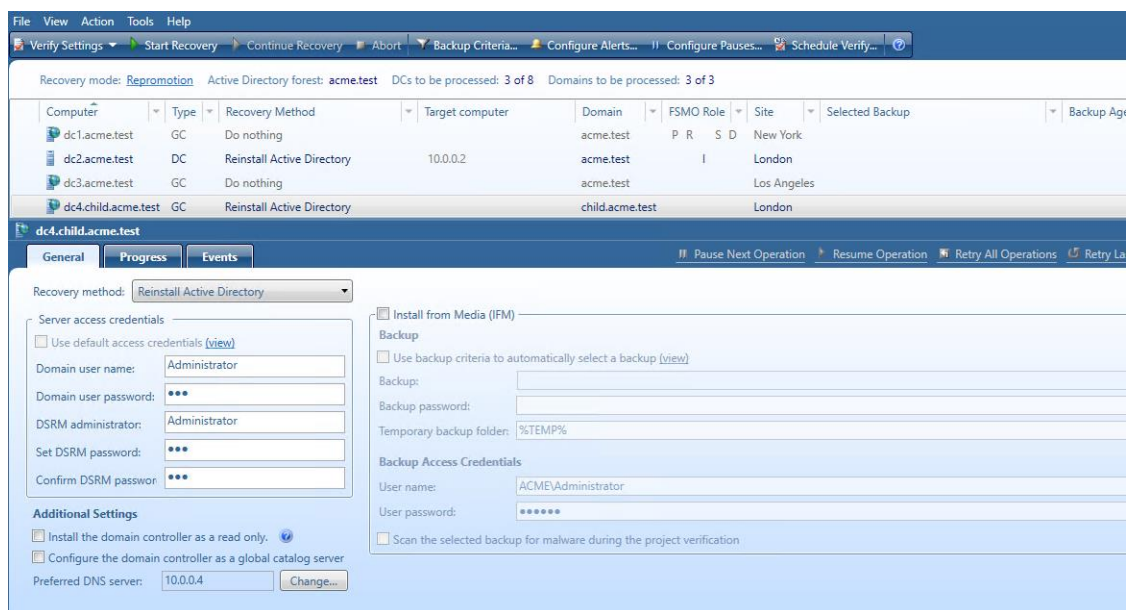 File View Action Tools Help
Verify Settings Start Recovery Continue Recovery Abort Backup Criteria... Configure Alerts... Configure Pauses... Schedule Verify...
Recovery mode: Repromotion Active Directory forest: acme.test DCs to be processed: 3 of 8 Domains to be processed: 3 of 3
Computer Type Recovery Method Target computer Domain FSMO Role Site Selected Backup Backup Age
dc1.acme.test GC Do nothing acme.test P R S D New York
dc2.acme.test DC Reinstall Active Directory 10.0.0.2 acme.test I London
dc3.acme.test GC Do nothing acme.test Los Angeles
dc4.child.acme.test GC Reinstall Active Directory child.acme.test London
dc4.child.acme.test
General Progress Events Pause Next Operation Resume Operation Retry All Operations Retry La
Recovery method: Reinstall Active Directory
Server access credentials
Use default access credentials (view)
Domain user name: Administrator
Domain user password: •••
DSRM administrator: Administrator
Set DSRM password: •••
Confirm DSRM passwor •••
Additional Settings
Install the domain controller as a read only.
Configure the domain controller as a global catalog server
Preferred DNS server: 10.0.0.4 Change...
Install from Media (IFM)
Backup
Use backup criteria to automatically select a backup (view)
Backup:
Backup password:
Temporary backup folder: %TEMP%
Backup Access Credentials
User name: ACME\Administrator
User password: ••••••
Scan the selected backup for malware during the project verification